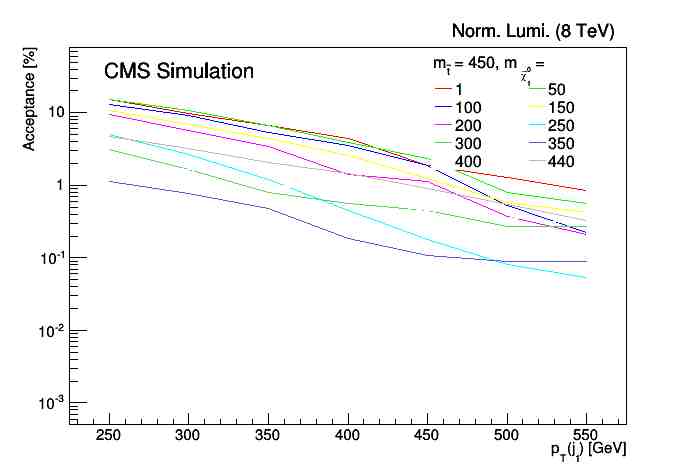 Norm. Lumi. (8 TeV)
CMS Simulation
m_t̃ = 450, m_χ̃⁰₁ =
1 50
100 150
200 250
300 350
400 440
Acceptance [%]
10
1
10⁻¹
10⁻²
10⁻³
250 300 350 400 450 500 550
p_T(j_1) [GeV]